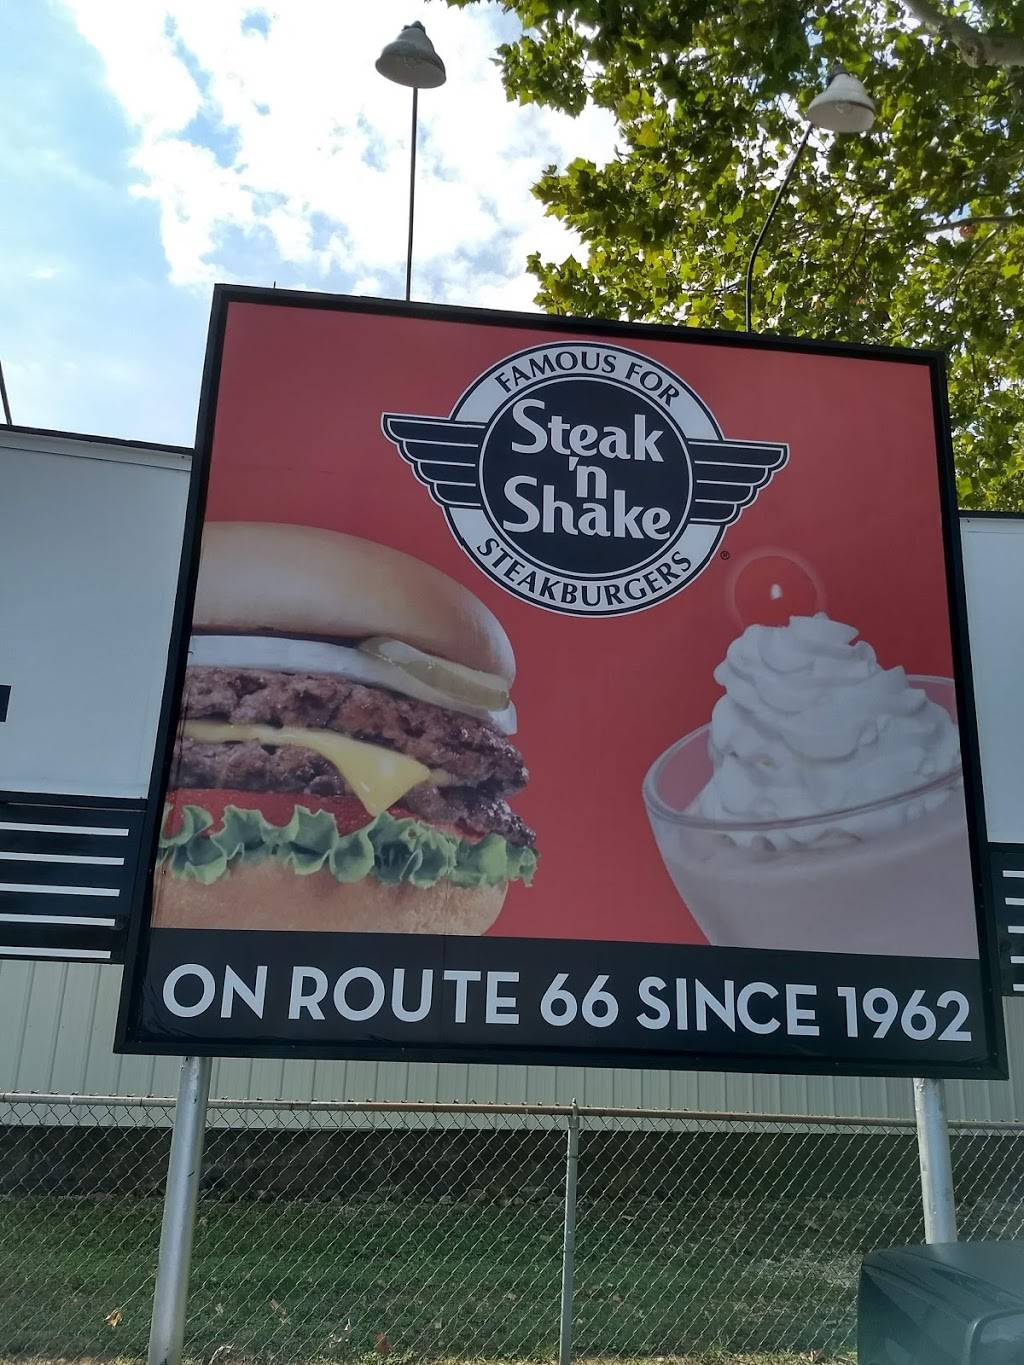 FAMOUS FOR
Steak
'n
Shake
STEAKBURGERS
®
ON ROUTE 66 SINCE 1962